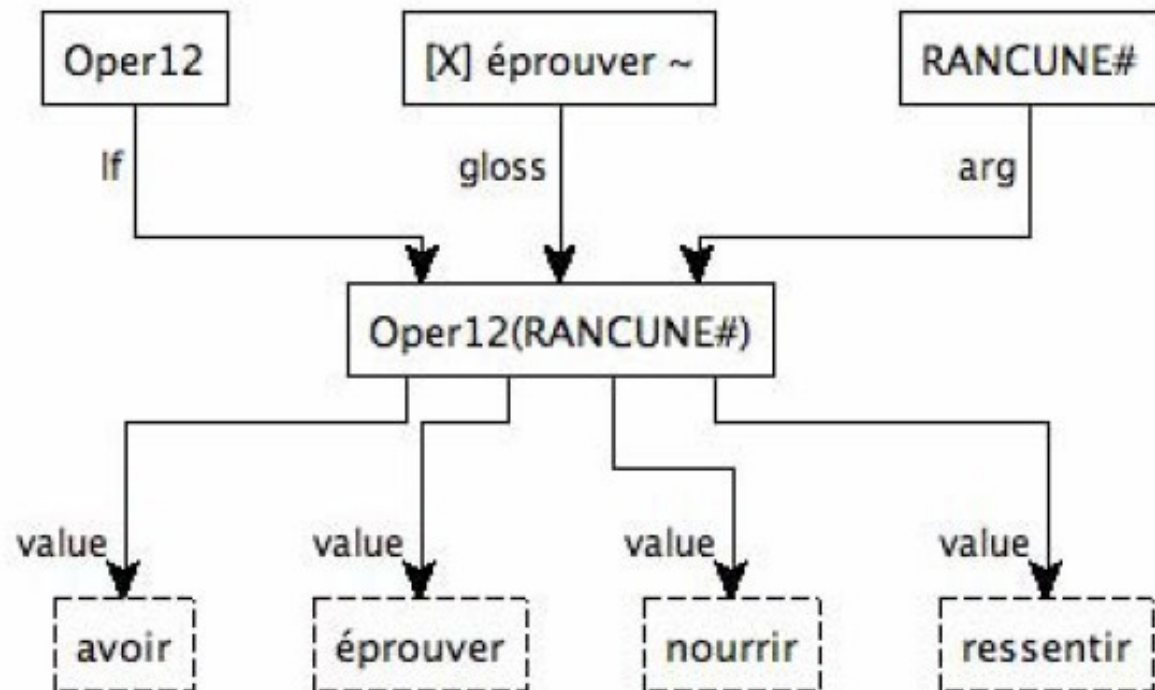 Oper12 [X] éprouver ~ RANCUNE#
lf gloss arg
Oper12(RANCUNE#)
value value value value
avoir éprouver nourrir ressentir